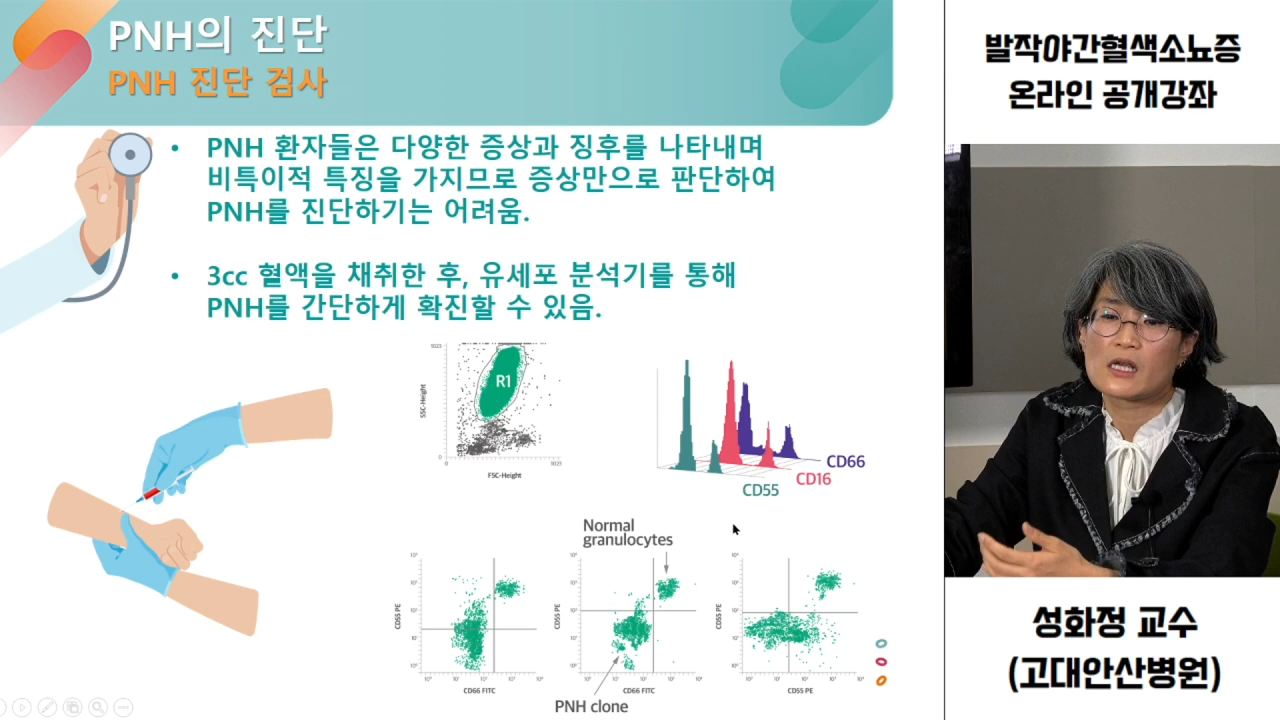 PNH의 진단
PNH 진단 검사
• PNH 환자들은 다양한 증상과 징후를 나타내며
비특이적 특징을 가지므로 증상만으로 판단하여
PNH를 진단하기는 어려움.
• 3cc 혈액을 채취한 후, 유세포 분석기를 통해
PNH를 간단하게 확진할 수 있음.
1023
SSC-Height
R1
0
0
1023
FSC-Height
CD66
CD16
CD55
Normal
granulocytes
CD55 PE
CD66 FITC
CD55 PE
CD66 FITC
CD55 PE
PNH clone
발작야간혈색소뇨증
온라인 공개강좌
성화정 교수
(고대안산병원)